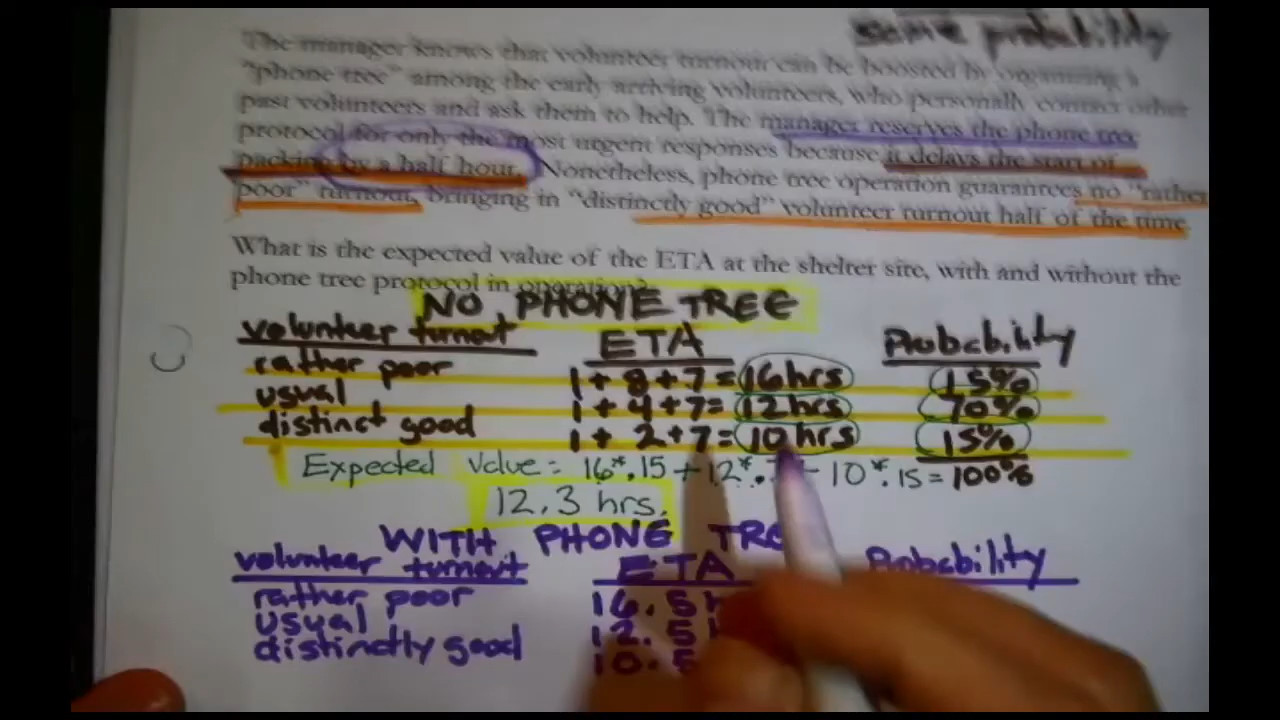 some probability
The manager knows that volunteer turnout can be boosted by organizing a
"phone tree" among the early arriving volunteers, who personally contact other
past volunteers and ask them to help. The manager reserves the phone tree
protocol for only the most urgent responses because it delays the start of
packing by a half hour. Nonetheless, phone tree operation guarantees no "rather
poor" turnout, bringing in "distinctly good" volunteer turnout half of the time.
What is the expected value of the ETA at the shelter site, with and without the
phone tree protocol in operation?
NO PHONE TREE
volunteer turnout ETA Probability
rather poor 1 + 8 + 7 = 16 hrs 15%
usual 1 + 4 + 7 = 12 hrs 70%
distinct good 1 + 2 + 7 = 10 hrs 15%
Expected Value = 16*.15 + 12*. 10*.15 = 100%
12.3 hrs.
WITH PHONE
volunteer turnout ETA Probability
rather poor 16.5
usual 12.5
distinctly good 10.5